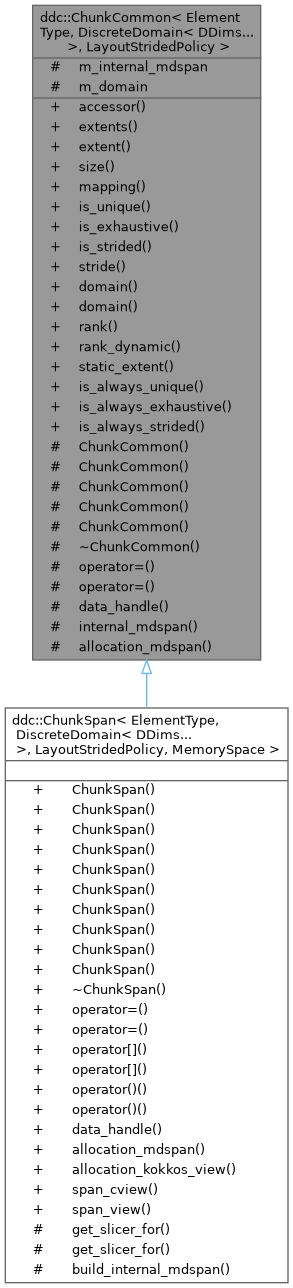 ddc::ChunkCommon< Element
Type, DiscreteDomain< DDims...
>, LayoutStridedPolicy >
# m_internal_mdspan
# m_domain
+ accessor()
+ extents()
+ extent()
+ size()
+ mapping()
+ is_unique()
+ is_exhaustive()
+ is_strided()
+ stride()
+ domain()
+ domain()
+ rank()
+ rank_dynamic()
+ static_extent()
+ is_always_unique()
+ is_always_exhaustive()
+ is_always_strided()
# ChunkCommon()
# ChunkCommon()
# ChunkCommon()
# ChunkCommon()
# ChunkCommon()
# ~ChunkCommon()
# operator=()
# operator=()
# data_handle()
# internal_mdspan()
# allocation_mdspan()
ddc::ChunkSpan< ElementType,
DiscreteDomain< DDims...
>, LayoutStridedPolicy, MemorySpace >
+ ChunkSpan()
+ ChunkSpan()
+ ChunkSpan()
+ ChunkSpan()
+ ChunkSpan()
+ ChunkSpan()
+ ChunkSpan()
+ ChunkSpan()
+ ChunkSpan()
+ ChunkSpan()
+ ~ChunkSpan()
+ operator=()
+ operator=()
+ operator[]()
+ operator[]()
+ operator()()
+ operator()()
+ data_handle()
+ allocation_mdspan()
+ allocation_kokkos_view()
+ span_cview()
+ span_view()
# get_slicer_for()
# get_slicer_for()
# build_internal_mdspan()